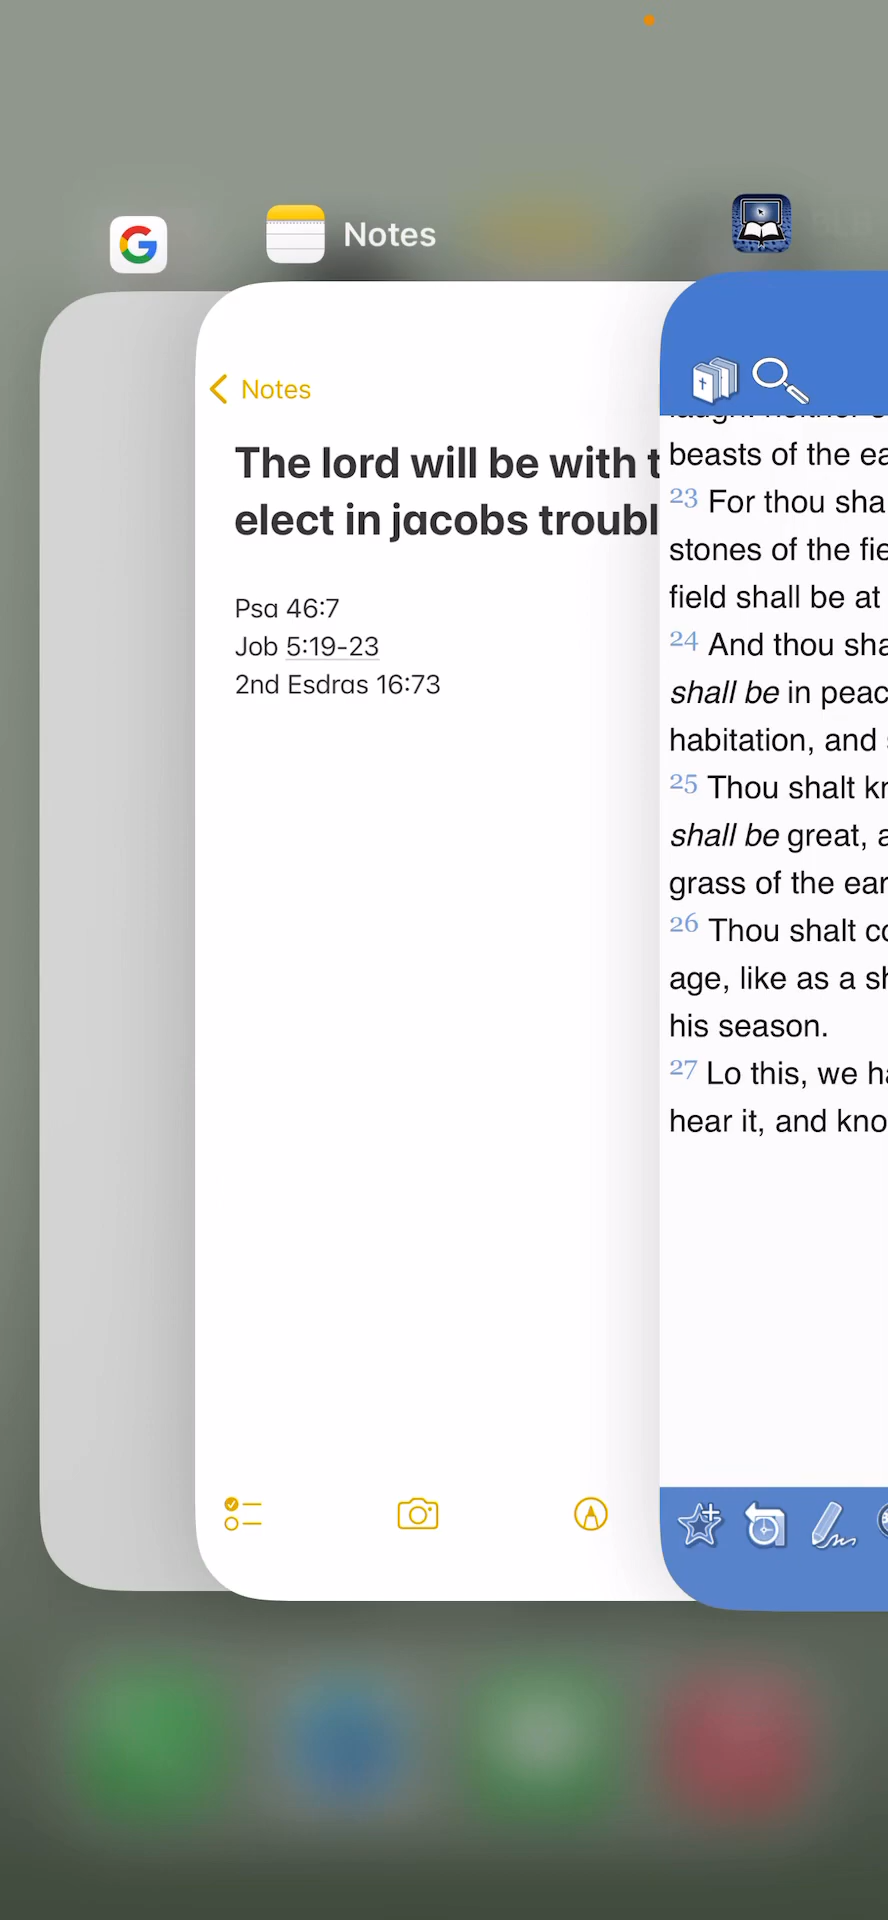 Notes
Notes
The lord will be with t
elect in jacobs troubl
Psa 46:7
Job 5:19-23
2nd Esdras 16:73
beasts of the ea
23 For thou sha
stones of the fie
field shall be at
24 And thou sha
shall be in peac
habitation, and
25 Thou shalt kn
shall be great, a
grass of the ear
26 Thou shalt co
age, like as a sh
his season.
27 Lo this, we ha
hear it, and kno